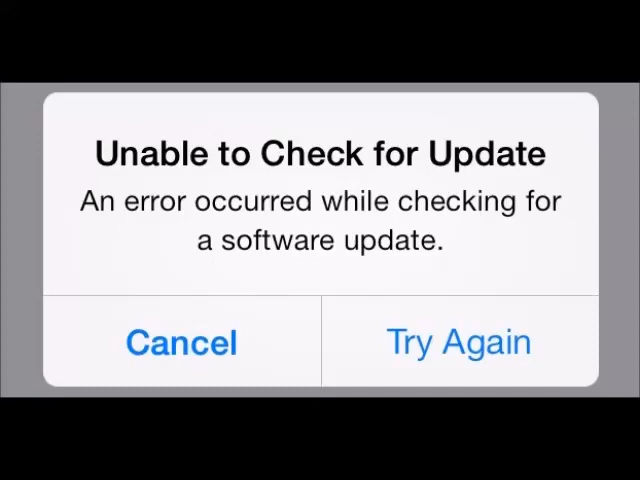 Unable to Check for Update
An error occurred while checking for
a software update.
Cancel
Try Again